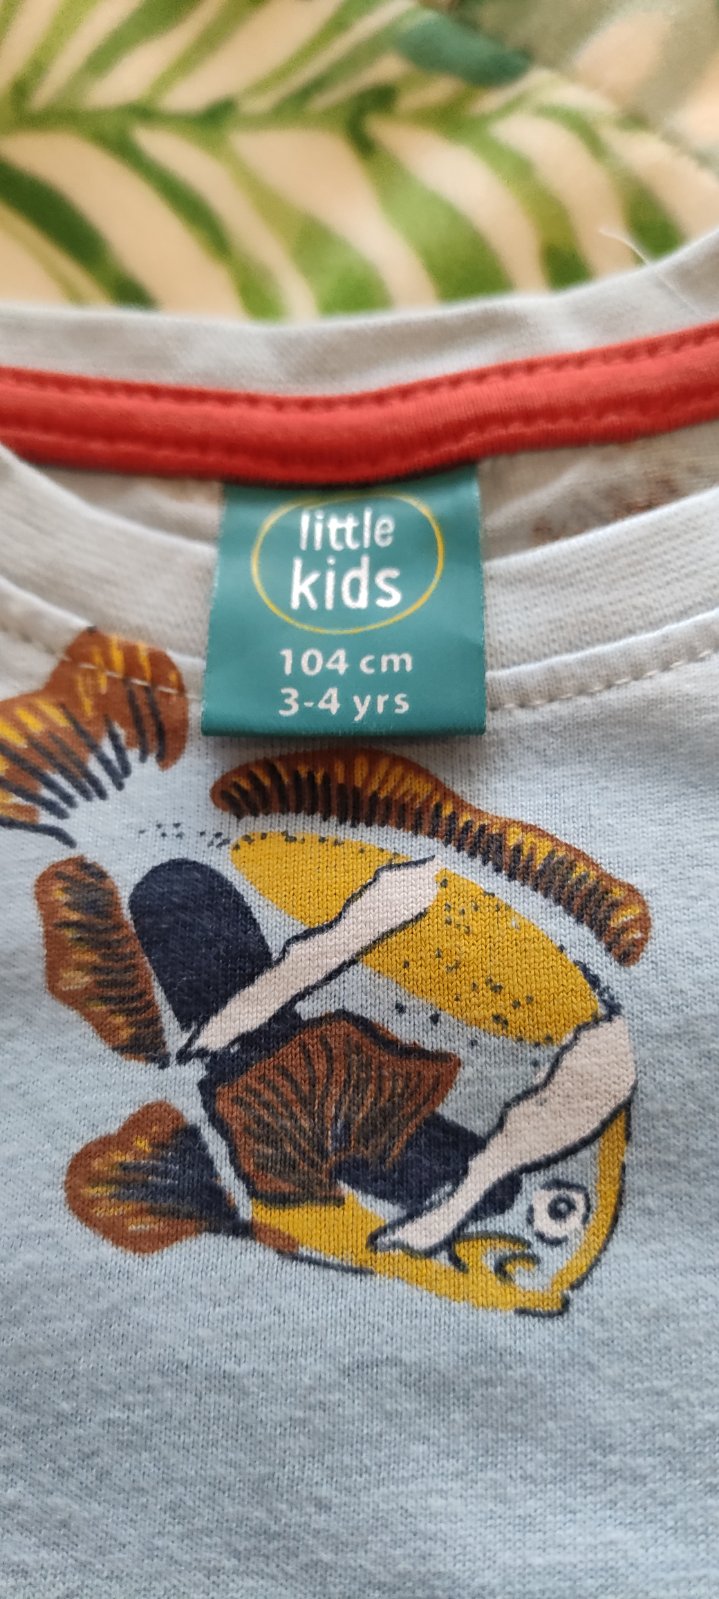 little
kids
104 cm
3-4 yrs